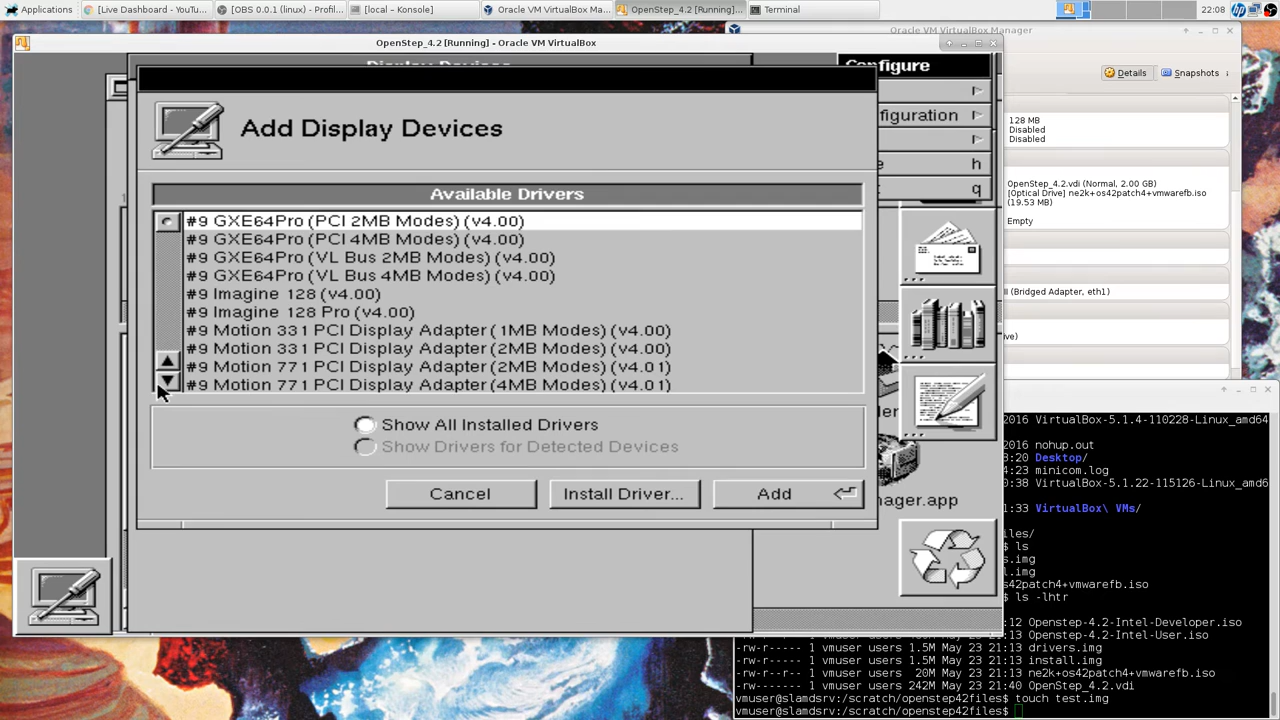 Applications
[Live Dashboard - YouTu...
[OBS 0.0.1 (linux) - Profil...
[local - Konsole]
Oracle VM VirtualBox Ma...
OpenStep_4.2 [Running]...
Terminal
22:08
Oracle VM VirtualBox Manager
OpenStep_4.2 [Running] - Oracle VM VirtualBox
Configure
Details
Snapshots
figuration
h
q
Add Display Devices
Available Drivers
#9 GXE64Pro (PCI 2MB Modes) (v4.00)
#9 GXE64Pro (PCI 4MB Modes) (v4.00)
#9 GXE64Pro (VL Bus 2MB Modes) (v4.00)
#9 GXE64Pro (VL Bus 4MB Modes) (v4.00)
#9 Imagine 128 (v4.00)
#9 Imagine 128 Pro (v4.00)
#9 Motion 331 PCI Display Adapter (1MB Modes) (v4.00)
#9 Motion 331 PCI Display Adapter (2MB Modes) (v4.00)
#9 Motion 771 PCI Display Adapter (2MB Modes) (v4.01)
#9 Motion 771 PCI Display Adapter (4MB Modes) (v4.01)
Show All Installed Drivers
Show Drivers for Detected Devices
Cancel
Install Driver...
Add
nager.app
128 MB
Disabled
Disabled
OpenStep_4.2.vdi (Normal, 2.00 GB)
[Optical Drive] ne2k+os42patch4+vmwarefb.iso
(19.53 MB)
Empty
(Bridged Adapter, eth1)
2016 VirtualBox-5.1.4-110228-Linux_amd64
2016 nohup.out
3:20 Desktop/
4:23 minicom.log
0:38 VirtualBox-5.1.22-115126-Linux_amd6
1:33 VirtualBox\ VMs/
files/
$ ls
s.img
l.img
os42patch4+vmwarefb.iso
$ ls -lhtr
:12 Openstep-4.2-Intel-Developer.iso
:13 Openstep-4.2-Intel-User.iso
-rw-r----- 1 vmuser users 1.5M May 23 21:13 drivers.img
-rw-r----- 1 vmuser users 1.5M May 23 21:13 install.img
-rw-r--r-- 1 vmuser users 20M May 23 21:13 ne2k+os42patch4+vmwarefb.iso
-rw------- 1 vmuser users 242M May 23 21:40 OpenStep_4.2.vdi
vmuser@slamdsrv:/scratch/openstep42files$ touch test.img
vmuser@slamdsrv:/scratch/openstep42files$